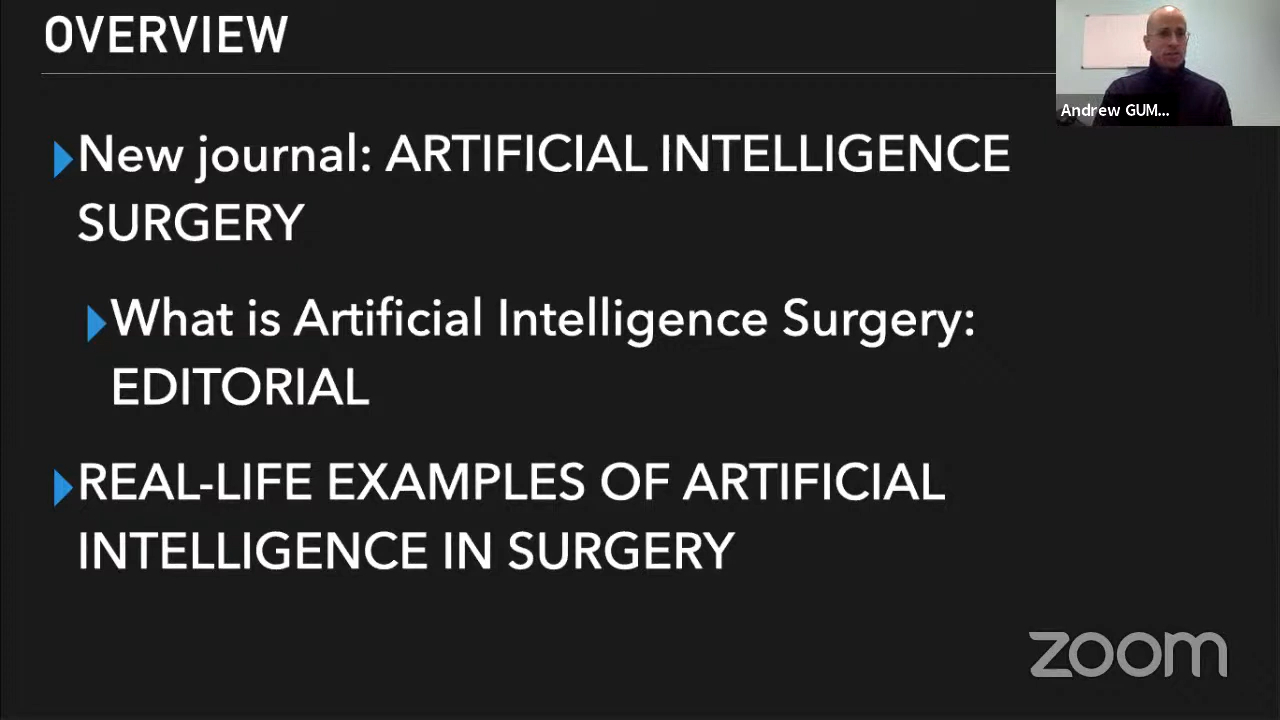 OVERVIEW
Andrew GUM...
New journal: ARTIFICIAL INTELLIGENCE
SURGERY
What is Artificial Intelligence Surgery:
EDITORIAL
REAL-LIFE EXAMPLES OF ARTIFICIAL
INTELLIGENCE IN SURGERY
zoom